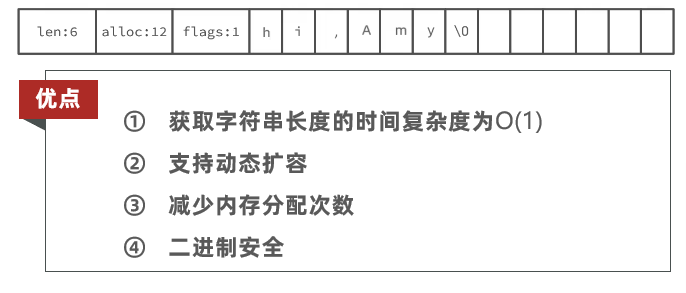 len:6 alloc:12 flags:1 h i , A m y \0
优点
① 获取字符串长度的时间复杂度为O(1)
② 支持动态扩容
③ 减少内存分配次数
④ 二进制安全